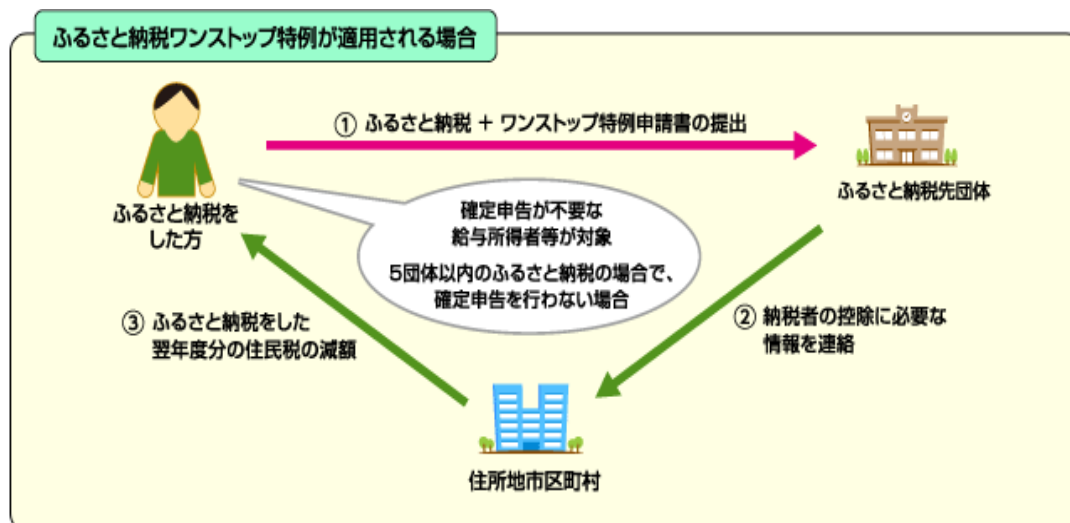 ふるさと納税ワンストップ特例が適用される場合
① ふるさと納税 + ワンストップ特例申請書の提出
ふるさと納税先団体
ふるさと納税を
した方
確定申告が不要な
給与所得者等が対象
5団体以内のふるさと納税の場合で、
確定申告を行わない場合
② 納税者の控除に必要な
情報を連絡
③ ふるさと納税をした
翌年度分の住民税の減額
住所地市区町村